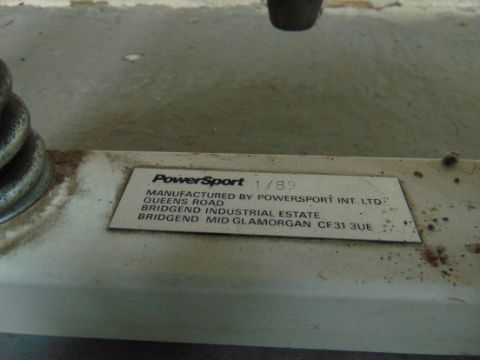 PowerSport 1/89
MANUFACTURED BY POWERSPORT INT. LTD.
QUEENS ROAD
BRIDGEND INDUSTRIAL ESTATE
BRIDGEND MID GLAMORGAN CF31 3UE